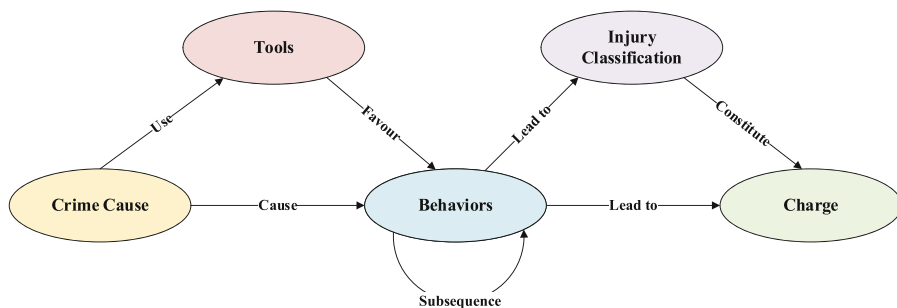 Tools
Injury
Classification
Use
Favour
Lead to
Constitute
Crime Cause
Cause
Behaviors
Lead to
Charge
Subsequence